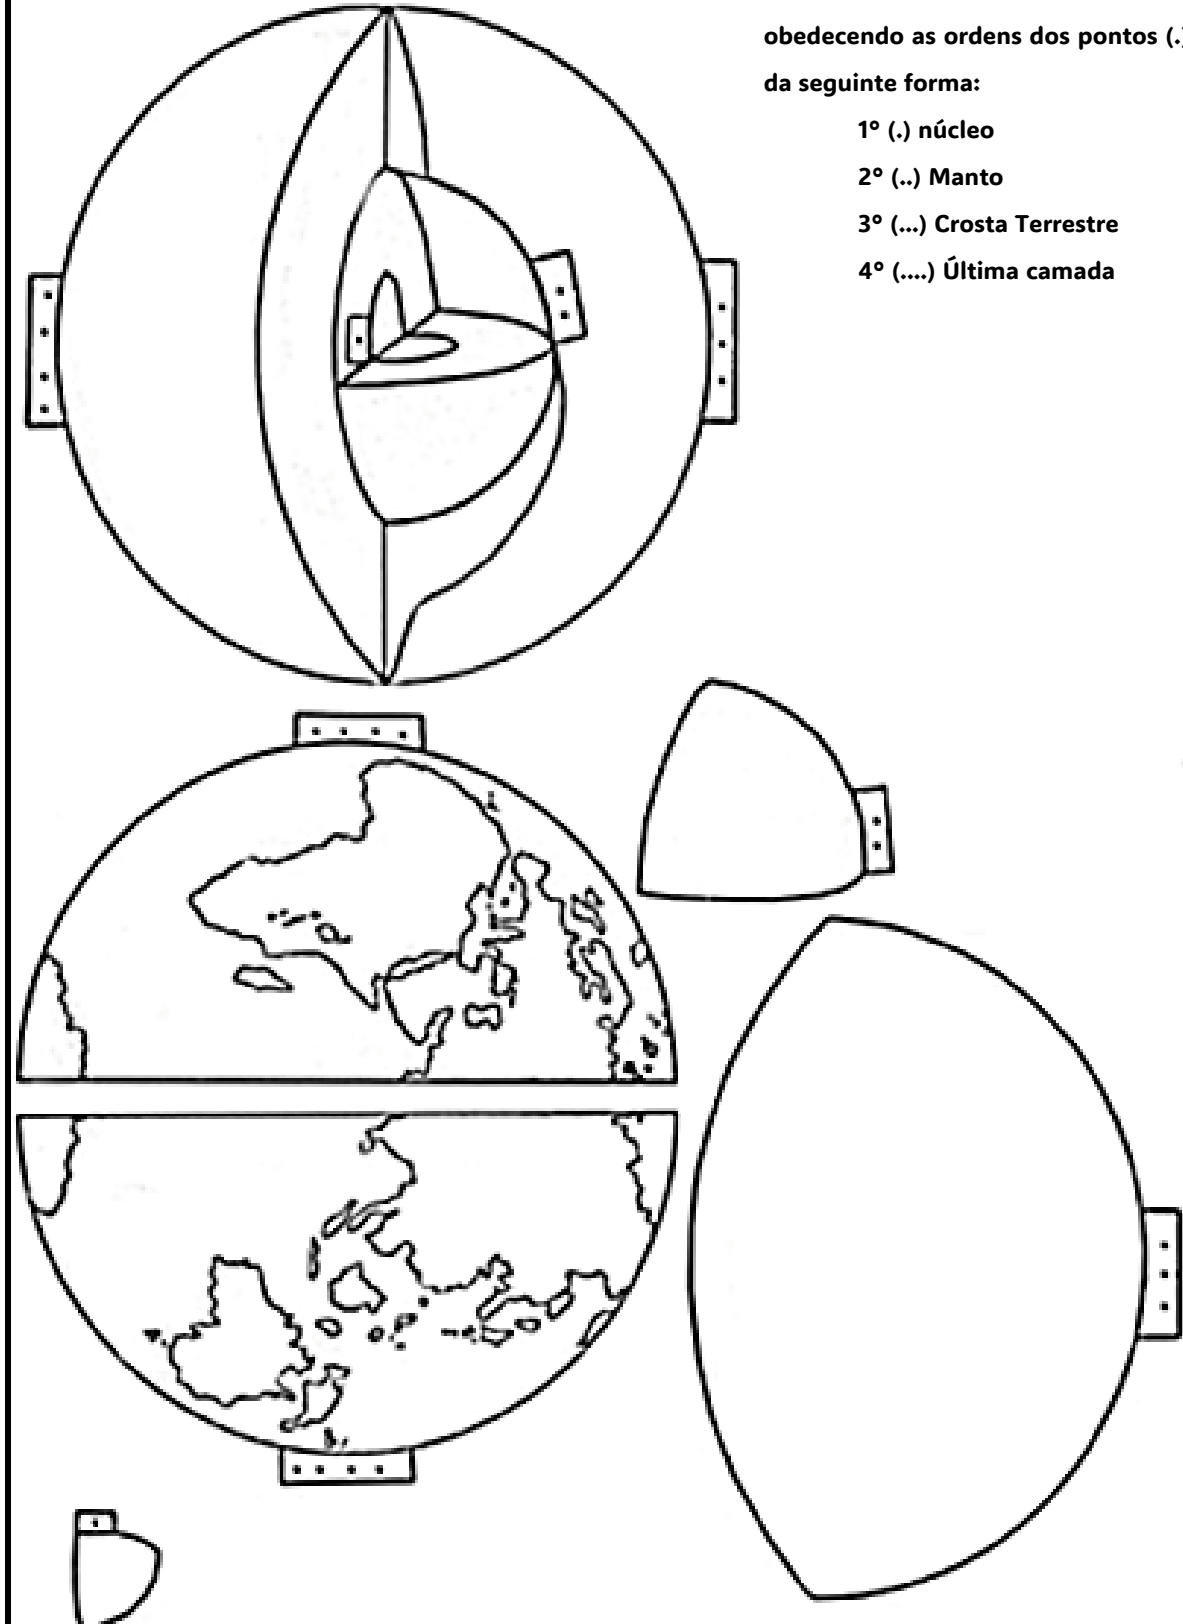 obedecendo as ordens dos pontos (.)
da seguinte forma:
1º (.) núcleo
2º (..) Manto
3º (...) Crosta Terrestre
4º (....) Última camada